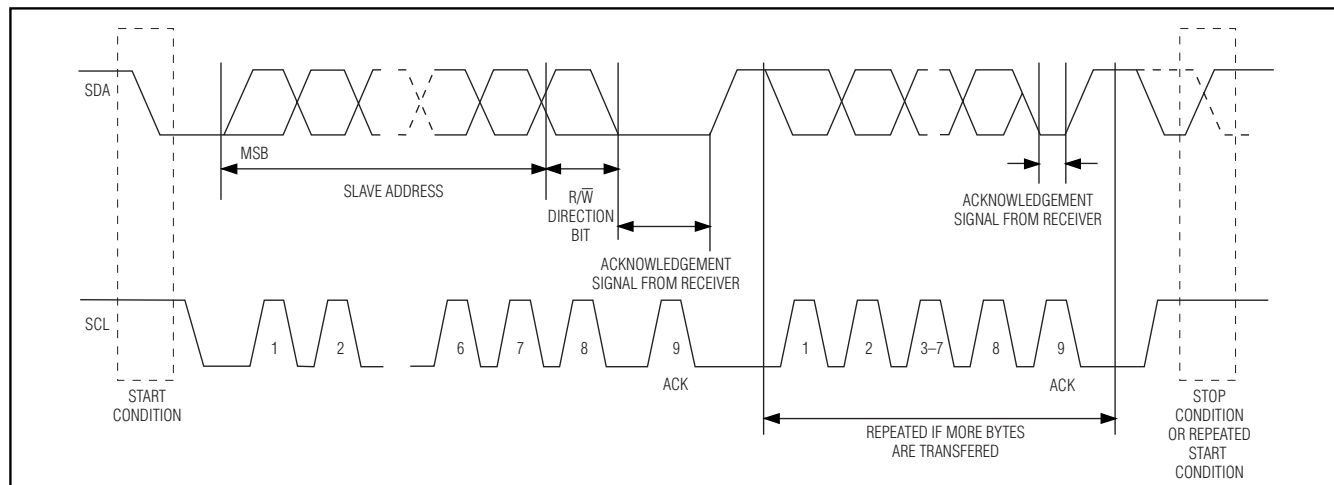 SDA
MSB
SLAVE ADDRESS
R/W̅
DIRECTION
BIT
ACKNOWLEDGEMENT
SIGNAL FROM RECEIVER
ACKNOWLEDGEMENT
SIGNAL FROM RECEIVER
SCL
1 2 6 7 8 9 1 2 3–7 8 9
ACK ACK
START
CONDITION
REPEATED IF MORE BYTES
ARE TRANSFERED
STOP
CONDITION
OR REPEATED
START
CONDITION